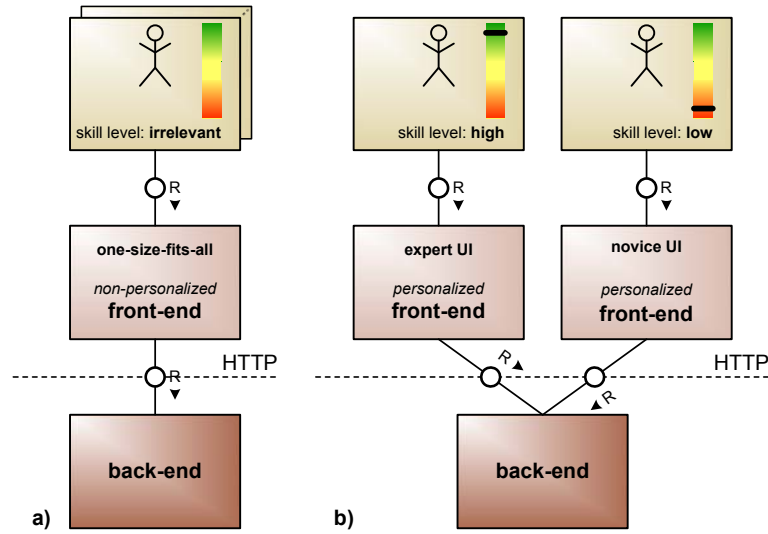 skill level: irrelevant
R
one-size-fits-all
non-personalized
front-end
HTTP
R
back-end
a)
skill level: high
skill level: low
R
R
expert UI
novice UI
personalized
personalized
front-end
front-end
HTTP
R
R
back-end
b)